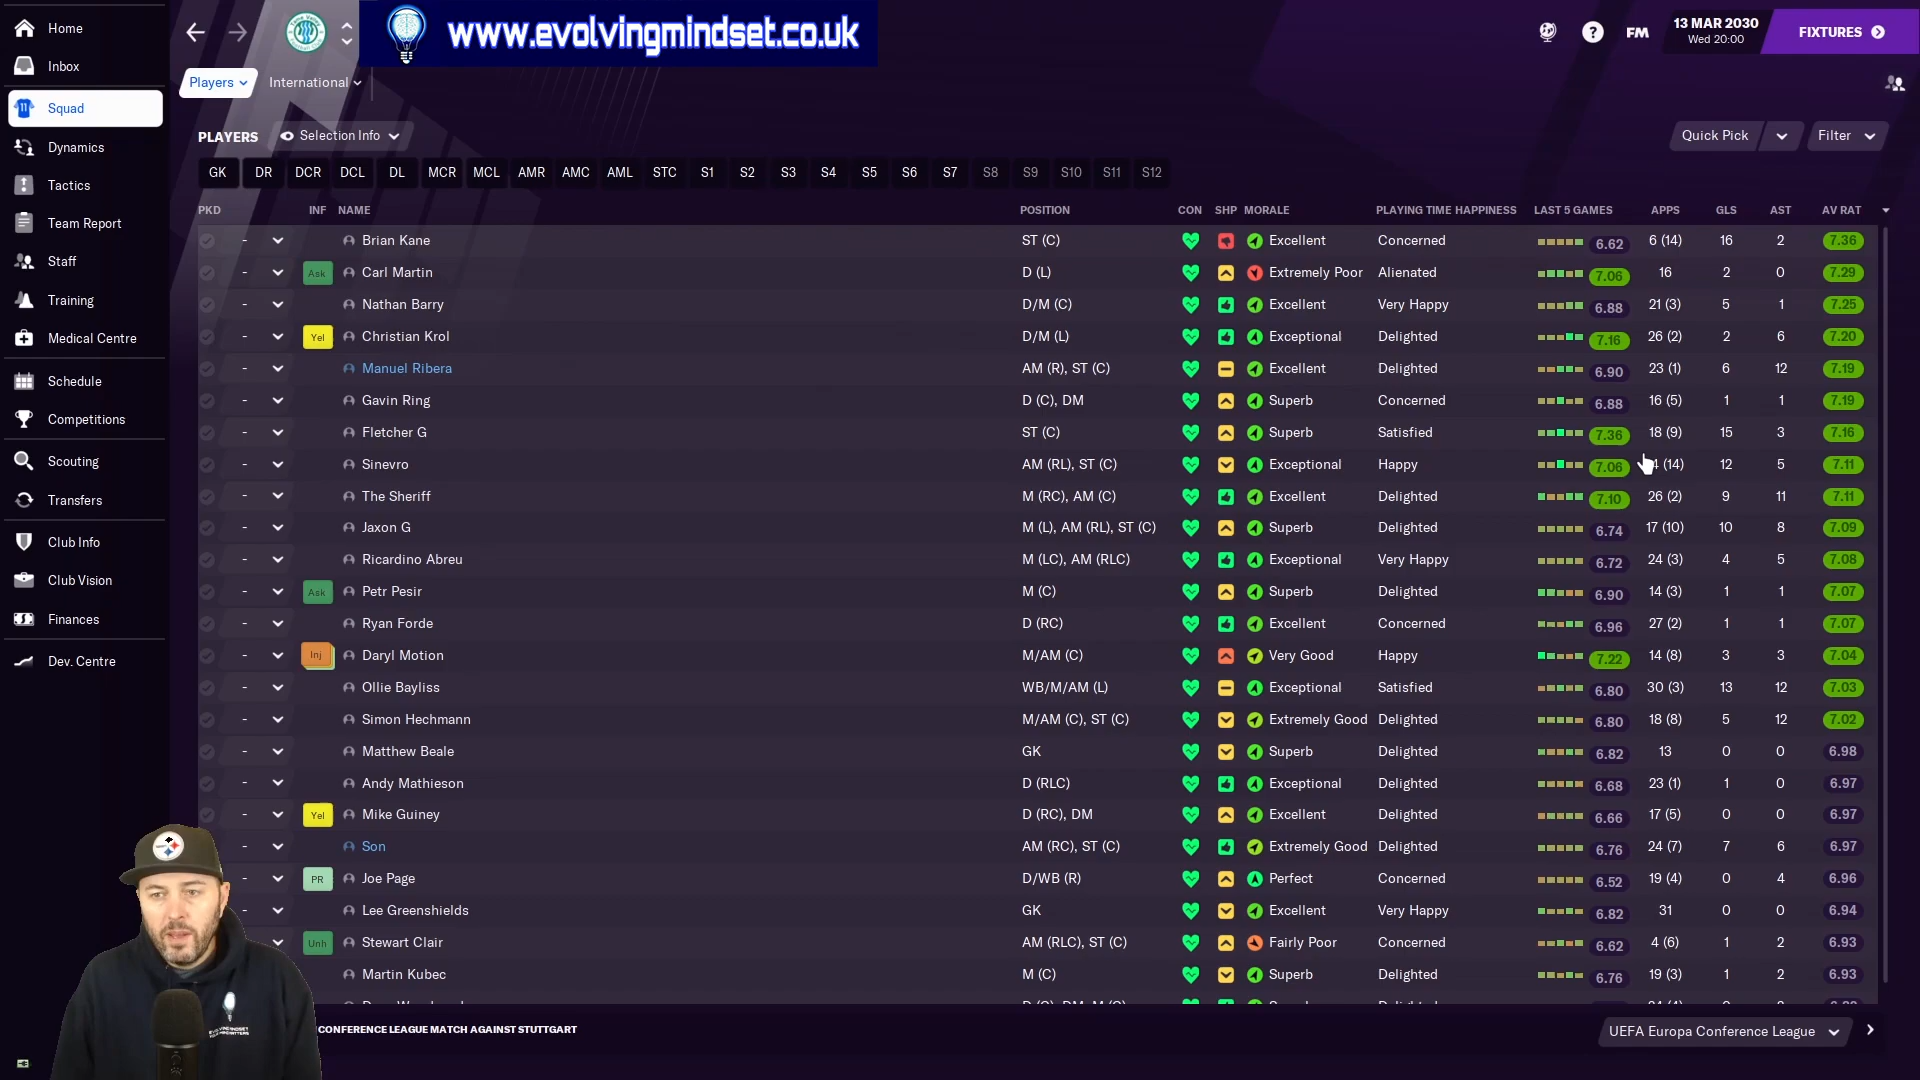 Home
www.evolvingmindset.co.uk
FM
13 MAR 2030
Wed 20:00
FIXTURES
Inbox
Players
International
Squad
PLAYERS Selection Info Quick Pick Filter
Dynamics
Tactics
Team Report
Staff
Training
Medical Centre
Schedule
Competitions
Scouting
Transfers
Club Info
Club Vision
Finances
Dev. Centre
GK DR DCR DCL DL MCR MCL AMR AMC AML STC S1 S2 S3 S4 S5 S6 S7 S8 S9 S10 S11 S12
PKD INF NAME POSITION CON SHP MORALE PLAYING TIME HAPPINESS LAST 5 GAMES APPS GLS AST AV RAT
- Brian Kane ST (C) Excellent Concerned 6.62 6 (14) 16 2 7.36
- Ask Carl Martin D (L) Extremely Poor Alienated 7.06 16 2 0 7.29
- Nathan Barry D/M (C) Excellent Very Happy 6.88 21 (3) 5 1 7.25
- Yel Christian Krol D/M (L) Exceptional Delighted 7.16 26 (2) 2 6 7.20
- Manuel Ribera AM (R), ST (C) Excellent Delighted 6.90 23 (1) 6 12 7.19
- Gavin Ring D (C), DM Superb Concerned 6.88 16 (5) 1 1 7.19
- Fletcher G ST (C) Superb Satisfied 7.36 18 (9) 15 3 7.16
- Sinevro AM (RL), ST (C) Exceptional Happy 7.06 (14) 12 5 7.11
- The Sheriff M (RC), AM (C) Excellent Delighted 7.10 26 (2) 9 11 7.11
- Jaxon G M (L), AM (RL), ST (C) Superb Delighted 6.74 17 (10) 10 8 7.09
- Ricardino Abreu M (LC), AM (RLC) Exceptional Very Happy 6.72 24 (3) 4 5 7.08
- Ask Petr Pesir M (C) Superb Delighted 6.90 14 (3) 1 1 7.07
- Ryan Forde D (RC) Excellent Concerned 6.96 27 (2) 1 1 7.07
- Inj Daryl Motion M/AM (C) Very Good Happy 7.22 14 (8) 3 3 7.04
- Ollie Bayliss WB/M/AM (L) Exceptional Satisfied 6.80 30 (3) 13 12 7.03
- Simon Hechmann M/AM (C), ST (C) Extremely Good Delighted 6.80 18 (8) 5 12 7.02
- Matthew Beale GK Superb Delighted 6.82 13 0 0 6.98
- Andy Mathieson D (RLC) Exceptional Delighted 6.68 23 (1) 1 0 6.97
- Yel Mike Guiney D (RC), DM Excellent Delighted 6.66 17 (5) 0 0 6.97
- Son AM (RC), ST (C) Extremely Good Delighted 6.76 24 (7) 7 6 6.97
- PR Joe Page D/WB (R) Perfect Concerned 6.52 19 (4) 0 4 6.96
- Lee Greenshields GK Excellent Very Happy 6.82 31 0 0 6.94
Unh Stewart Clair AM (RLC), ST (C) Fairly Poor Concerned 6.62 4 (6) 1 2 6.93
Martin Kubec M (C) Superb Delighted 6.76 19 (3) 1 2 6.93
CONFERENCE LEAGUE MATCH AGAINST STUTTGART
UEFA Europa Conference League